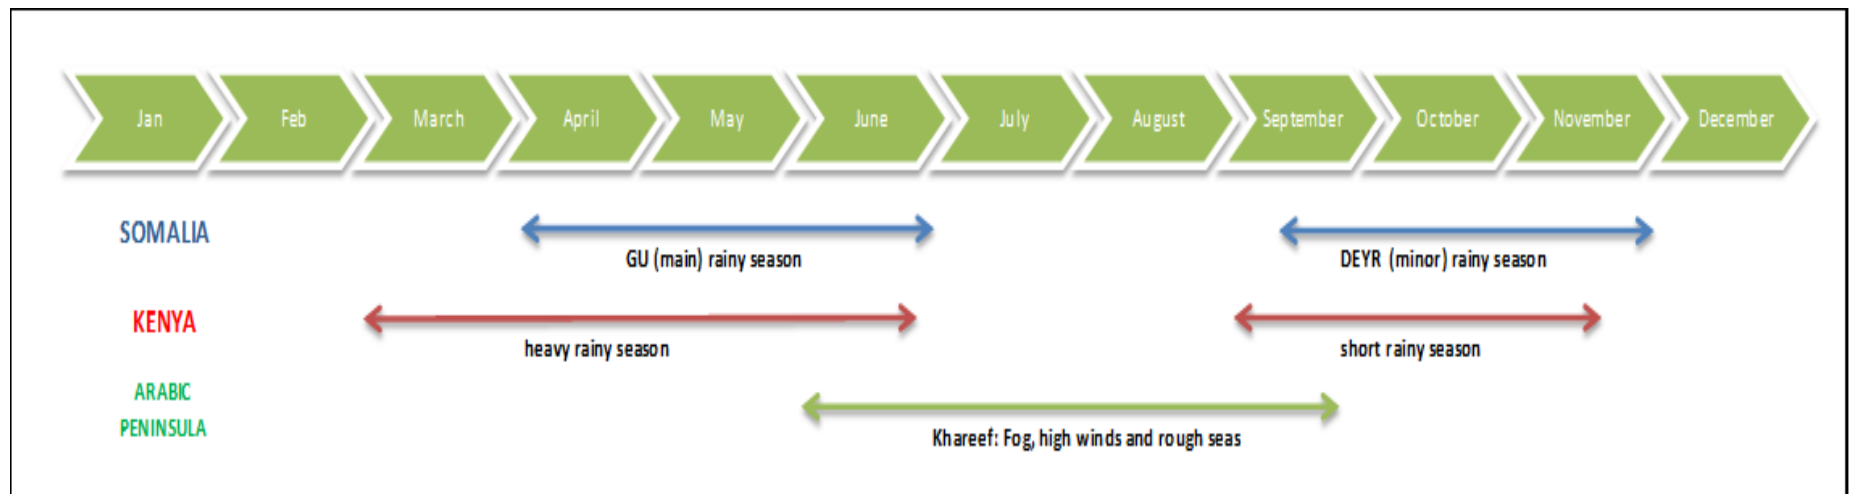 Jan
Feb
March
April
May
June
July
August
September
October
November
December
SOMALIA
GU (main) rainy season
DEYR (minor) rainy season
KENYA
heavy rainy season
short rainy season
ARABIC
PENINSULA
Khareef: Fog, high winds and rough seas